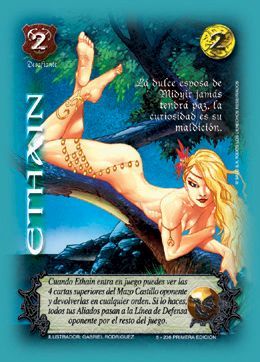 2
2
Desafiante
La dulce esposa de
Midyir jamás
tendrá paz, la
curiosidad es su
maldición.
ETHAIN
Cuando Ethain entra en juego puedes ver las
4 cartas superiores del Mazo Castillo oponente
y devolverlas en cualquier orden. Si lo haces,
todos tus Aliados pasan a la Línea de Defensa
oponente por el resto del juego.
ILUSTRADOR: GABRIEL RODRIGUEZ
PRIMERA EDICION